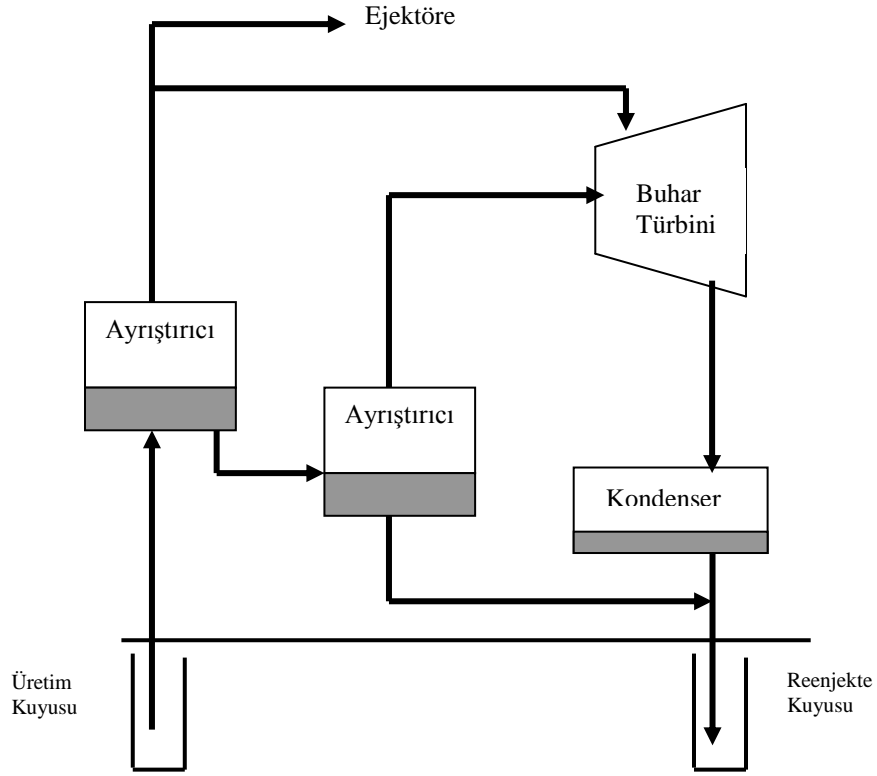 Ejektöre
Buhar
Türbini
Ayrıştırıcı
Ayrıştırıcı
Kondenser
Üretim
Kuyusu
Reenjekte
Kuyusu